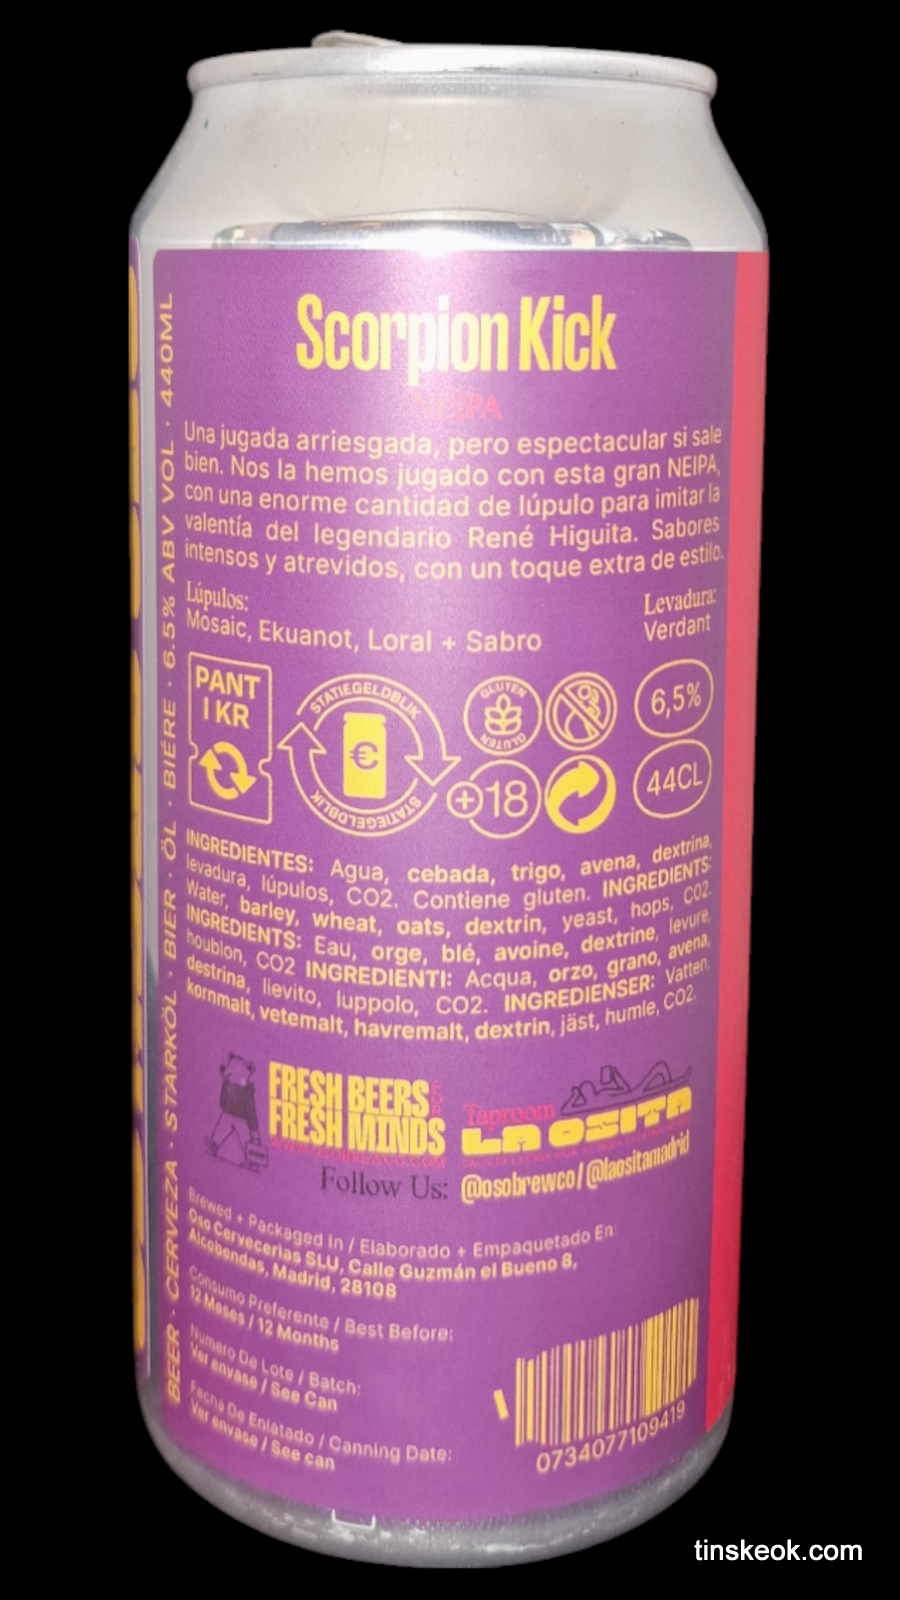 Scorpion Kick
NEIPA
Una jugada arriesgada, pero espectacular si sale
bien. Nos la hemos jugado con esta gran NEIPA,
con una enorme cantidad de lúpulo para imitar la
valentía del legendario René Higuita. Sabores
intensos y atrevidos, con un toque extra de estilo.
Lúpulos:
Mosaic, Ekuanot, Loral + Sabro
Levadura:
Verdant
PANT
1 KR
STATIEGELDBLIK
€
STATIEGELDBLIK
GLUTEN
GLUTEN
+18
6,5%
44CL
INGREDIENTES: Agua, cebada, trigo, avena, dextrina,
levadura, lúpulos, CO2. Contiene gluten. INGREDIENTS:
Water, barley, wheat, oats, dextrin, yeast, hops, CO2.
INGREDIENTS: Eau, orge, blé, avoine, dextrine, levure,
houblon, CO2 INGREDIENTI: Acqua, orzo, grano, avena,
destrina, lievito, luppolo, CO2. INGREDIENSER: Vatten,
kornmalt, vetemalt, havremalt, dextrin, jäst, humle, CO2.
FRESH BEERS FOR
FRESH MINDS
WWW.OSOBREWCO.COM
Taproom
LA OSITA
Follow Us: @osobrewco / @laositamadrid
Brewed + Packaged In / Elaborado + Empaquetado En:
Oso Cervecerias SLU, Calle Guzmán el Bueno 8,
Alcobendas, Madrid, 28108
Consumo Preferente / Best Before:
12 Meses / 12 Months
Numero De Lote / Batch:
Ver envase / See Can
Fecha De Enlatado / Canning Date:
Ver envase / See can
0734077109419
BEER · CERVEZA · STARKÖL · BIER · ÖL · BIÈRE · 6.5% ABV VOL · 440ML
tinskeok.com